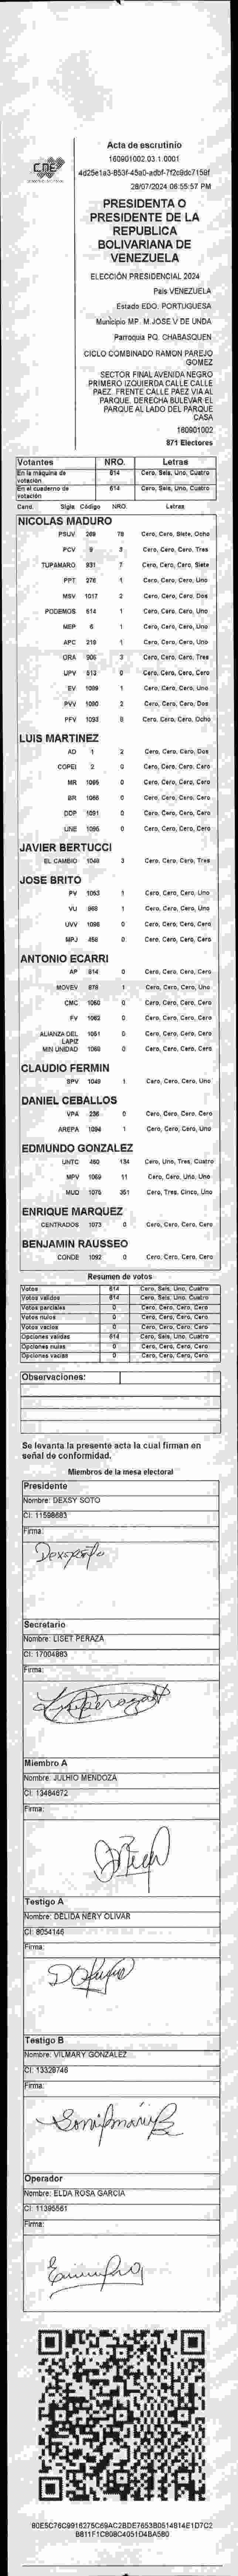 CNE
Acta de escrutinio
160901002.03.1.0001
4d25e1a3-853f-45a0-adbf-7f2c9dc7159f
28/07/2024 06:55:57 PM
PRESIDENTA O
PRESIDENTE DE LA
REPUBLICA
BOLIVARIANA DE
VENEZUELA
ELECCIÓN PRESIDENCIAL 2024
País VENEZUELA
Estado EDO. PORTUGUESA
Municipio MP. M.JOSE V DE UNDA
Parroquia PQ. CHABASQUEN
CICLO COMBINADO RAMON PAREJO
GOMEZ
SECTOR FINAL AVENIDA NEGRO
PRIMERO IZQUIERDA CALLE CALLE
PAEZ. FRENTE CALLE PAEZ VIA AL
PARQUE. DERECHA BULEVAR EL
PARQUE AL LADO DEL PARQUE
CASA
160901002
871 Electores
Votantes NRO. Letras
En la máquina de votación 614 Cero, Seis, Uno, Cuatro
En el cuaderno de votación 614 Cero, Seis, Uno, Cuatro
Cand. Sigla Código NRO. Letras
NICOLAS MADURO
PSUV 269 78 Cero, Cero, Siete, Ocho
PCV 9 3 Cero, Cero, Cero, Tres
TUPAMARO 931 7 Cero, Cero, Cero, Siete
PPT 276 1 Cero, Cero, Cero, Uno
MSV 1017 2 Cero, Cero, Cero, Dos
PODEMOS 514 1 Cero, Cero, Cero, Uno
MEP 6 1 Cero, Cero, Cero, Uno
APC 219 1 Cero, Cero, Cero, Uno
ORA 906 3 Cero, Cero, Cero, Tres
UPV 513 0 Cero, Cero, Cero, Cero
EV 1099 1 Cero, Cero, Cero, Uno
PVV 1090 2 Cero, Cero, Cero, Dos
PFV 1093 8 Cero, Cero, Cero, Ocho
LUIS MARTINEZ
AD 1 2 Cero, Cero, Cero, Dos
COPEI 2 0 Cero, Cero, Cero, Cero
MR 1065 0 Cero, Cero, Cero, Cero
BR 1066 0 Cero, Cero, Cero, Cero
DDP 1091 0 Cero, Cero, Cero, Cero
UNE 1096 0 Cero, Cero, Cero, Cero
JAVIER BERTUCCI
EL CAMBIO 1048 3 Cero, Cero, Cero, Tres
JOSE BRITO
PV 1053 1 Cero, Cero, Cero, Uno
VU 968 1 Cero, Cero, Cero, Uno
UVV 1098 0 Cero, Cero, Cero, Cero
MPJ 458 0 Cero, Cero, Cero, Cero
ANTONIO ECARRI
AP 814 0 Cero, Cero, Cero, Cero
MOVEV 878 1 Cero, Cero, Cero, Uno
CMC 1060 0 Cero, Cero, Cero, Cero
FV 1062 0 Cero, Cero, Cero, Cero
ALIANZA DEL LAPIZ 1051 0 Cero, Cero, Cero, Cero
MIN UNIDAD 1069 0 Cero, Cero, Cero, Cero
CLAUDIO FERMIN
SPV 1049 1 Cero, Cero, Cero, Uno
DANIEL CEBALLOS
VPA 236 0 Cero, Cero, Cero, Cero
AREPA 1094 1 Cero, Cero, Cero, Uno
EDMUNDO GONZALEZ
UNTC 460 134 Cero, Uno, Tres, Cuatro
MPV 1069 11 Cero, Cero, Uno, Uno
MUD 1075 351 Cero, Tres, Cinco, Uno
ENRIQUE MARQUEZ
CENTRADOS 1073 0 Cero, Cero, Cero, Cero
BENJAMIN RAUSSEO
CONDE 1092 0 Cero, Cero, Cero, Cero
Resumen de votos
Votos 614 Cero, Seis, Uno, Cuatro
Votos válidos 614 Cero, Seis, Uno, Cuatro
Votos parciales 0 Cero, Cero, Cero, Cero
Votos nulos 0 Cero, Cero, Cero, Cero
Votos vacíos 0 Cero, Cero, Cero, Cero
Opciones válidas 614 Cero, Seis, Uno, Cuatro
Opciones nulas 0 Cero, Cero, Cero, Cero
Opciones vacías 0 Cero, Cero, Cero, Cero
Observaciones:
Se levanta la presente acta la cual firman en
señal de conformidad.
Miembros de la mesa electoral
Presidente
Nombre: DEXSY SOTO
CI: 11598683
Firma:
Secretario
Nombre: LISET PERAZA
CI: 17004883
Firma:
Miembro A
Nombre: JULHIO MENDOZA
CI: 13484672
Firma:
Testigo A
Nombre: DELIDA NERY OLIVAR
CI: 8054146
Firma:
Testigo B
Nombre: VILMARY GONZALEZ
CI: 13328746
Firma:
Operador
Nombre: ELDA ROSA GARCIA
CI: 11395561
Firma:
80E5C76C9916275C69AC2BDE7653B0514814E1D7C2
B811F1C808C4051D4BA580